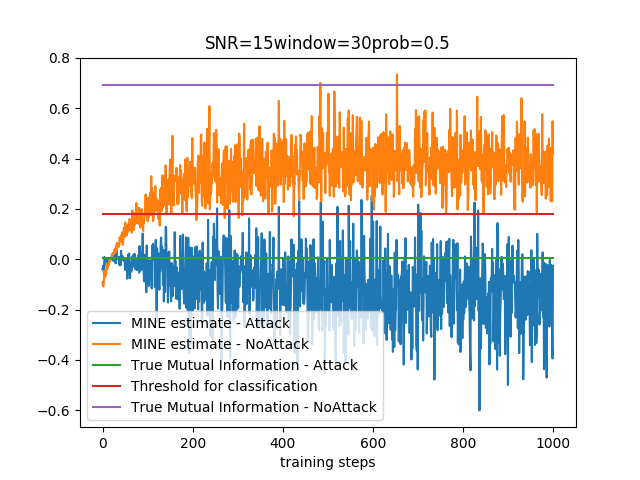 SNR=15window=30prob=0.5
0.8
0.6
0.4
0.2
0.0
−0.2
−0.4
−0.6
MINE estimate - Attack
MINE estimate - NoAttack
True Mutual Information - Attack
Threshold for classification
True Mutual Information - NoAttack
0 200 400 600 800 1000
training steps